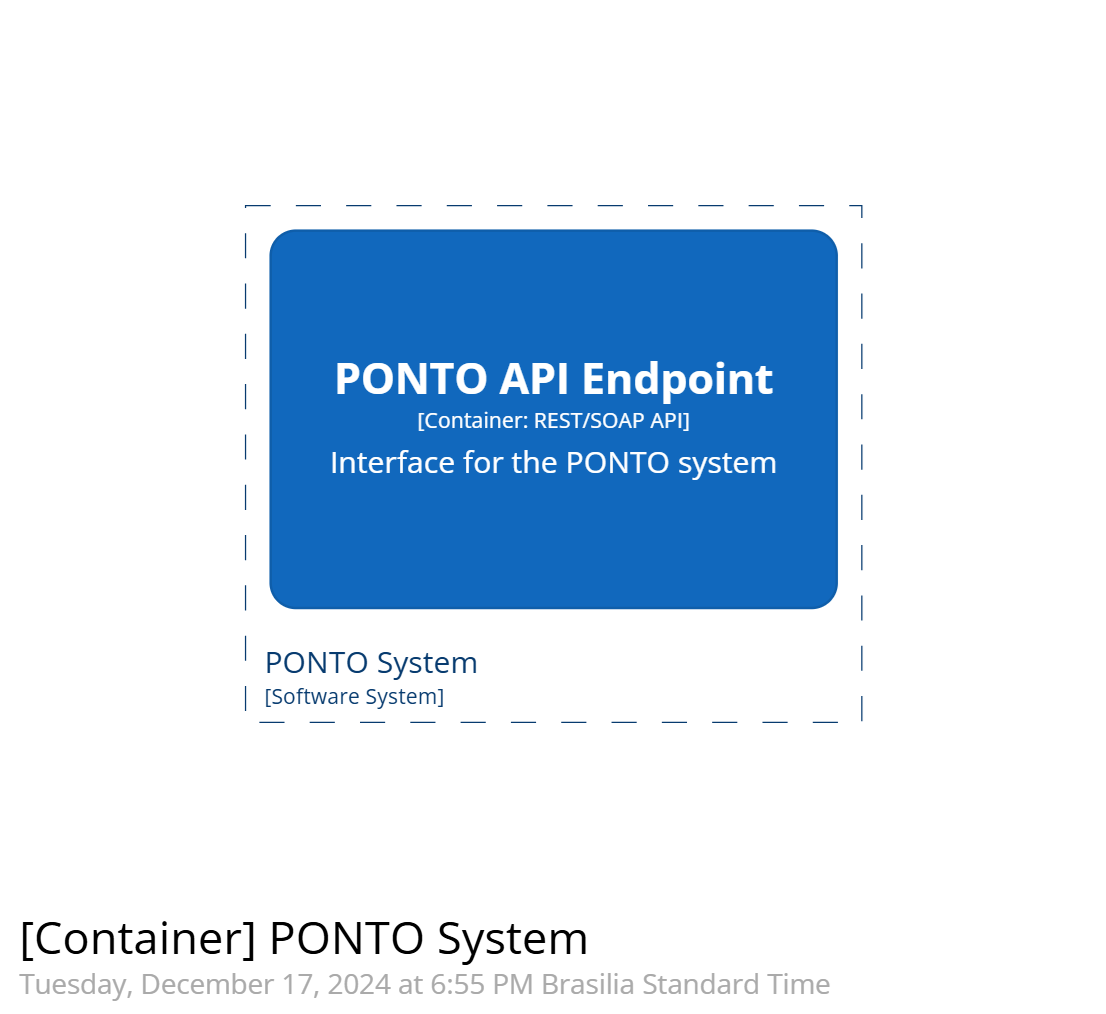 PONTO API Endpoint
[Container: REST/SOAP API]
Interface for the PONTO system
PONTO System
[Software System]
[Container] PONTO System
Tuesday, December 17, 2024 at 6:55 PM Brasilia Standard Time